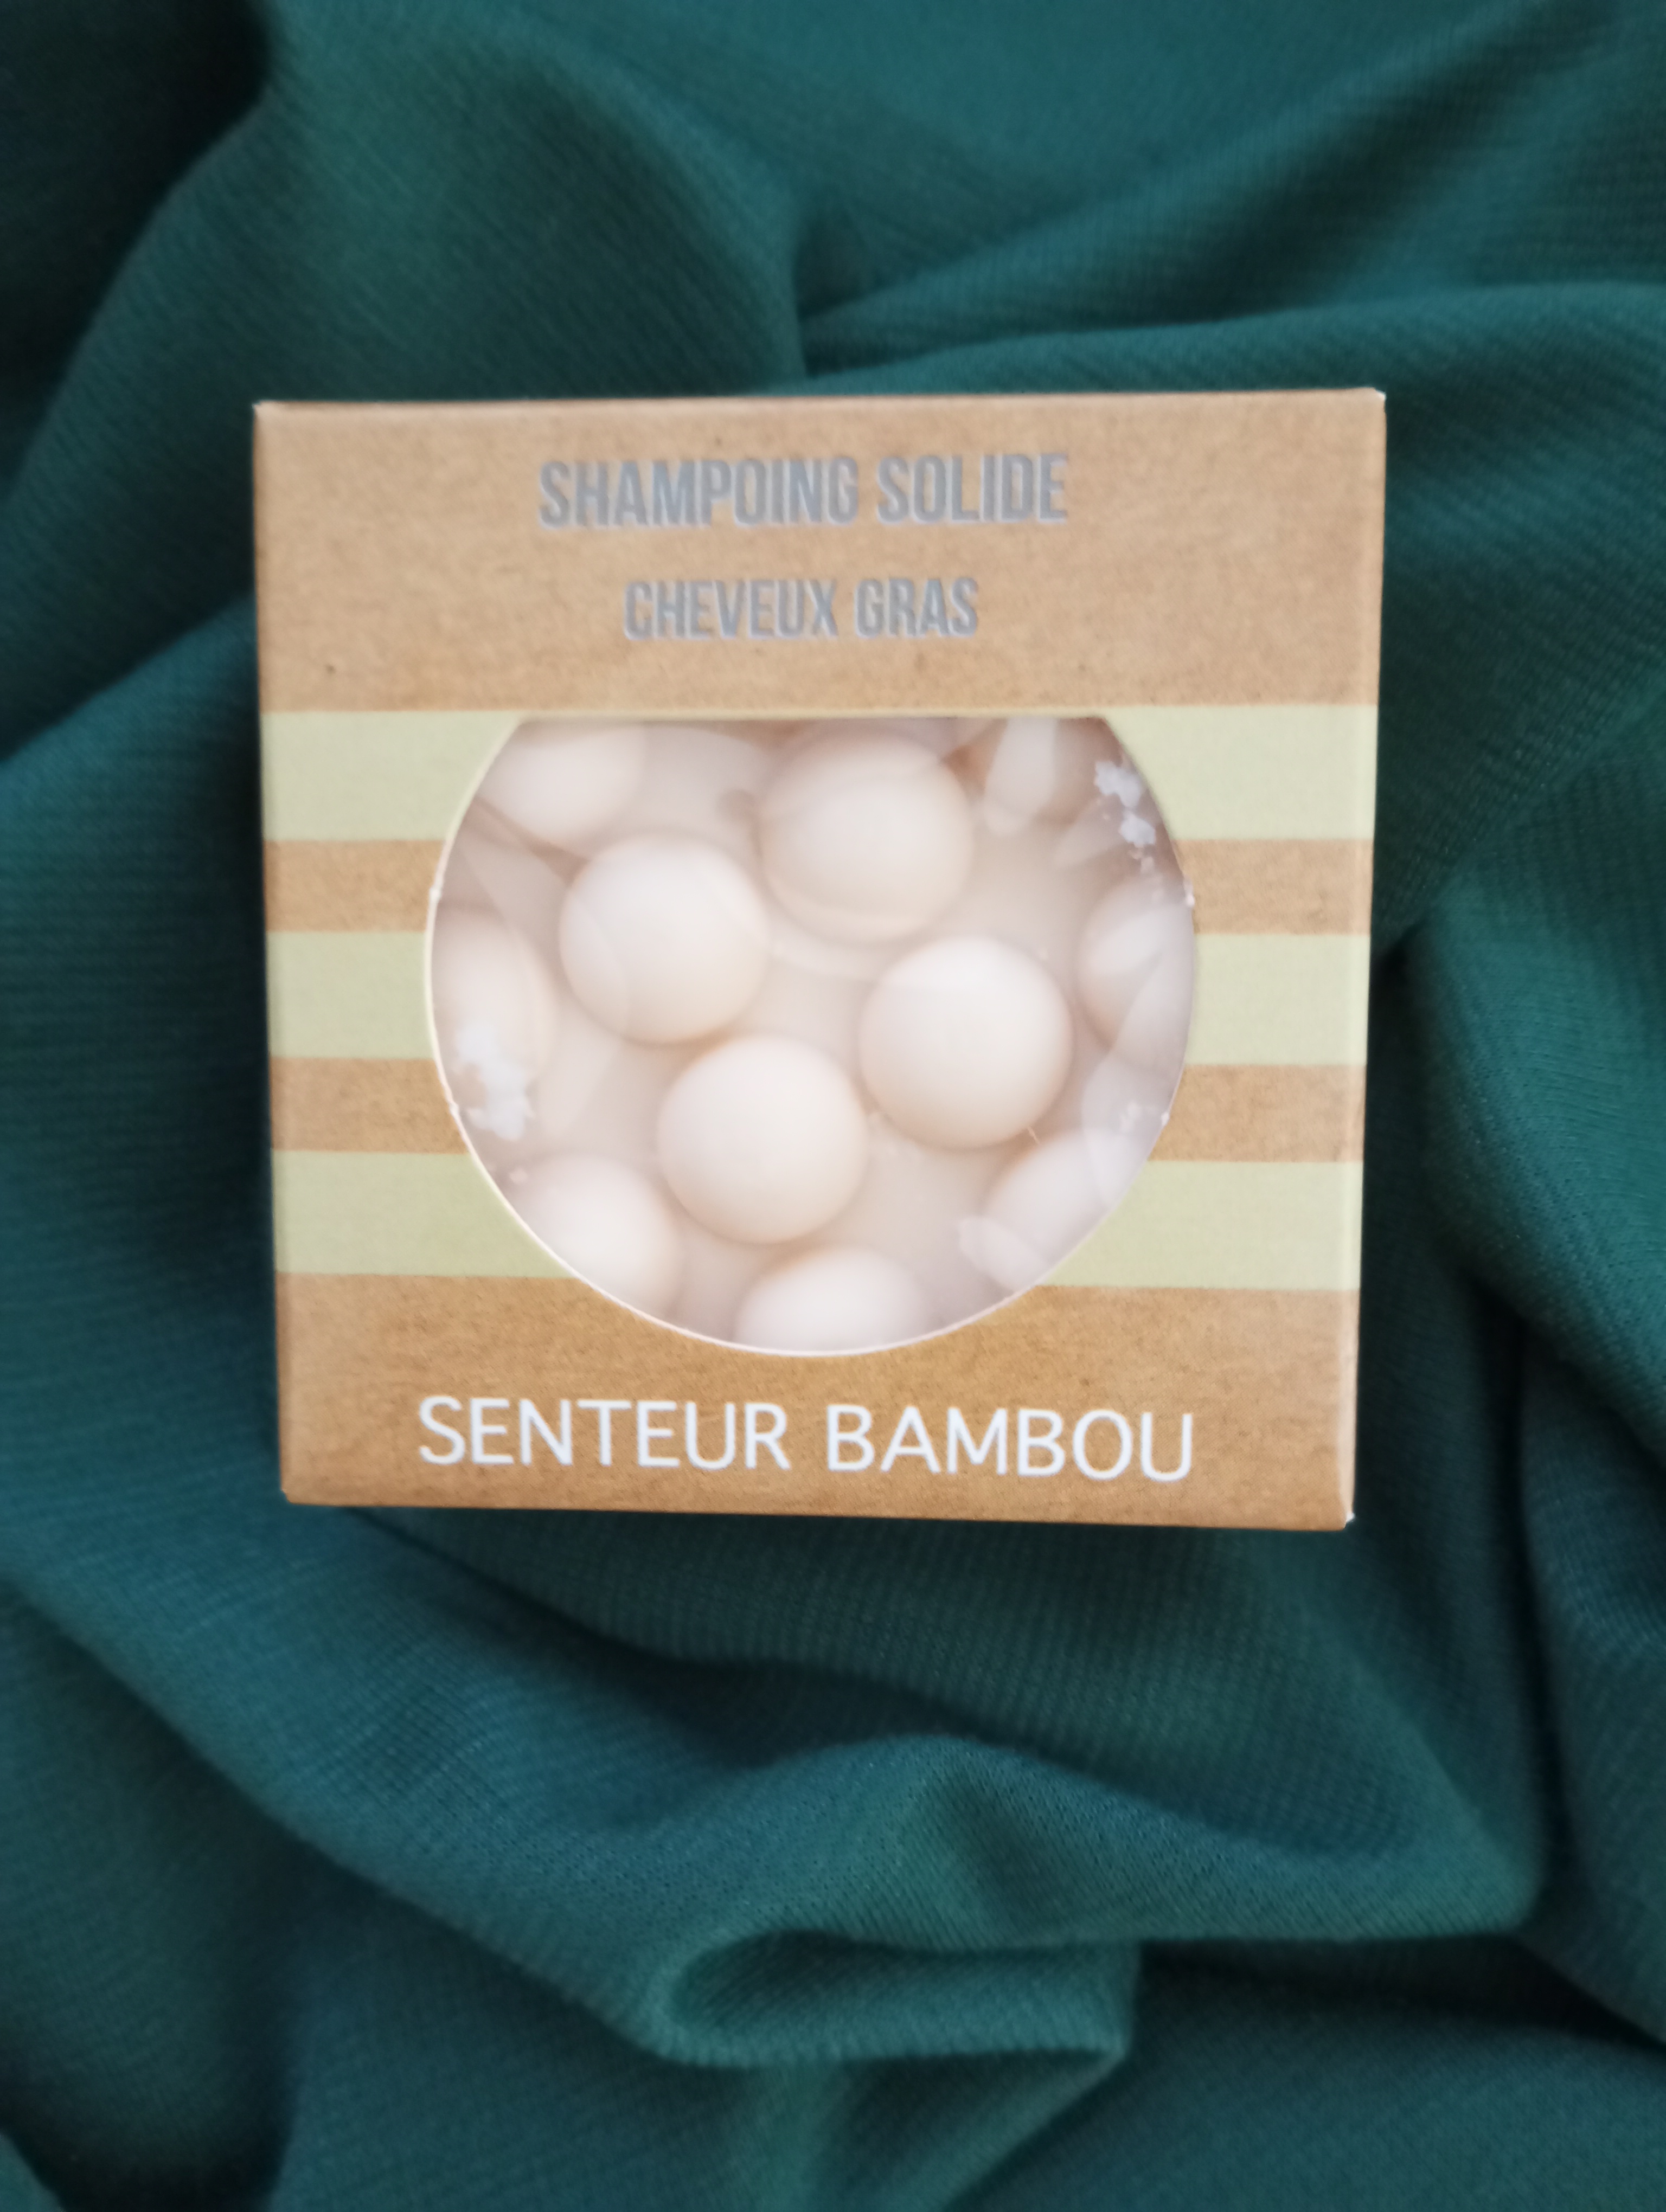 SHAMPOING SOLIDE
CHEVEUX GRAS
SENTEUR BAMBOU